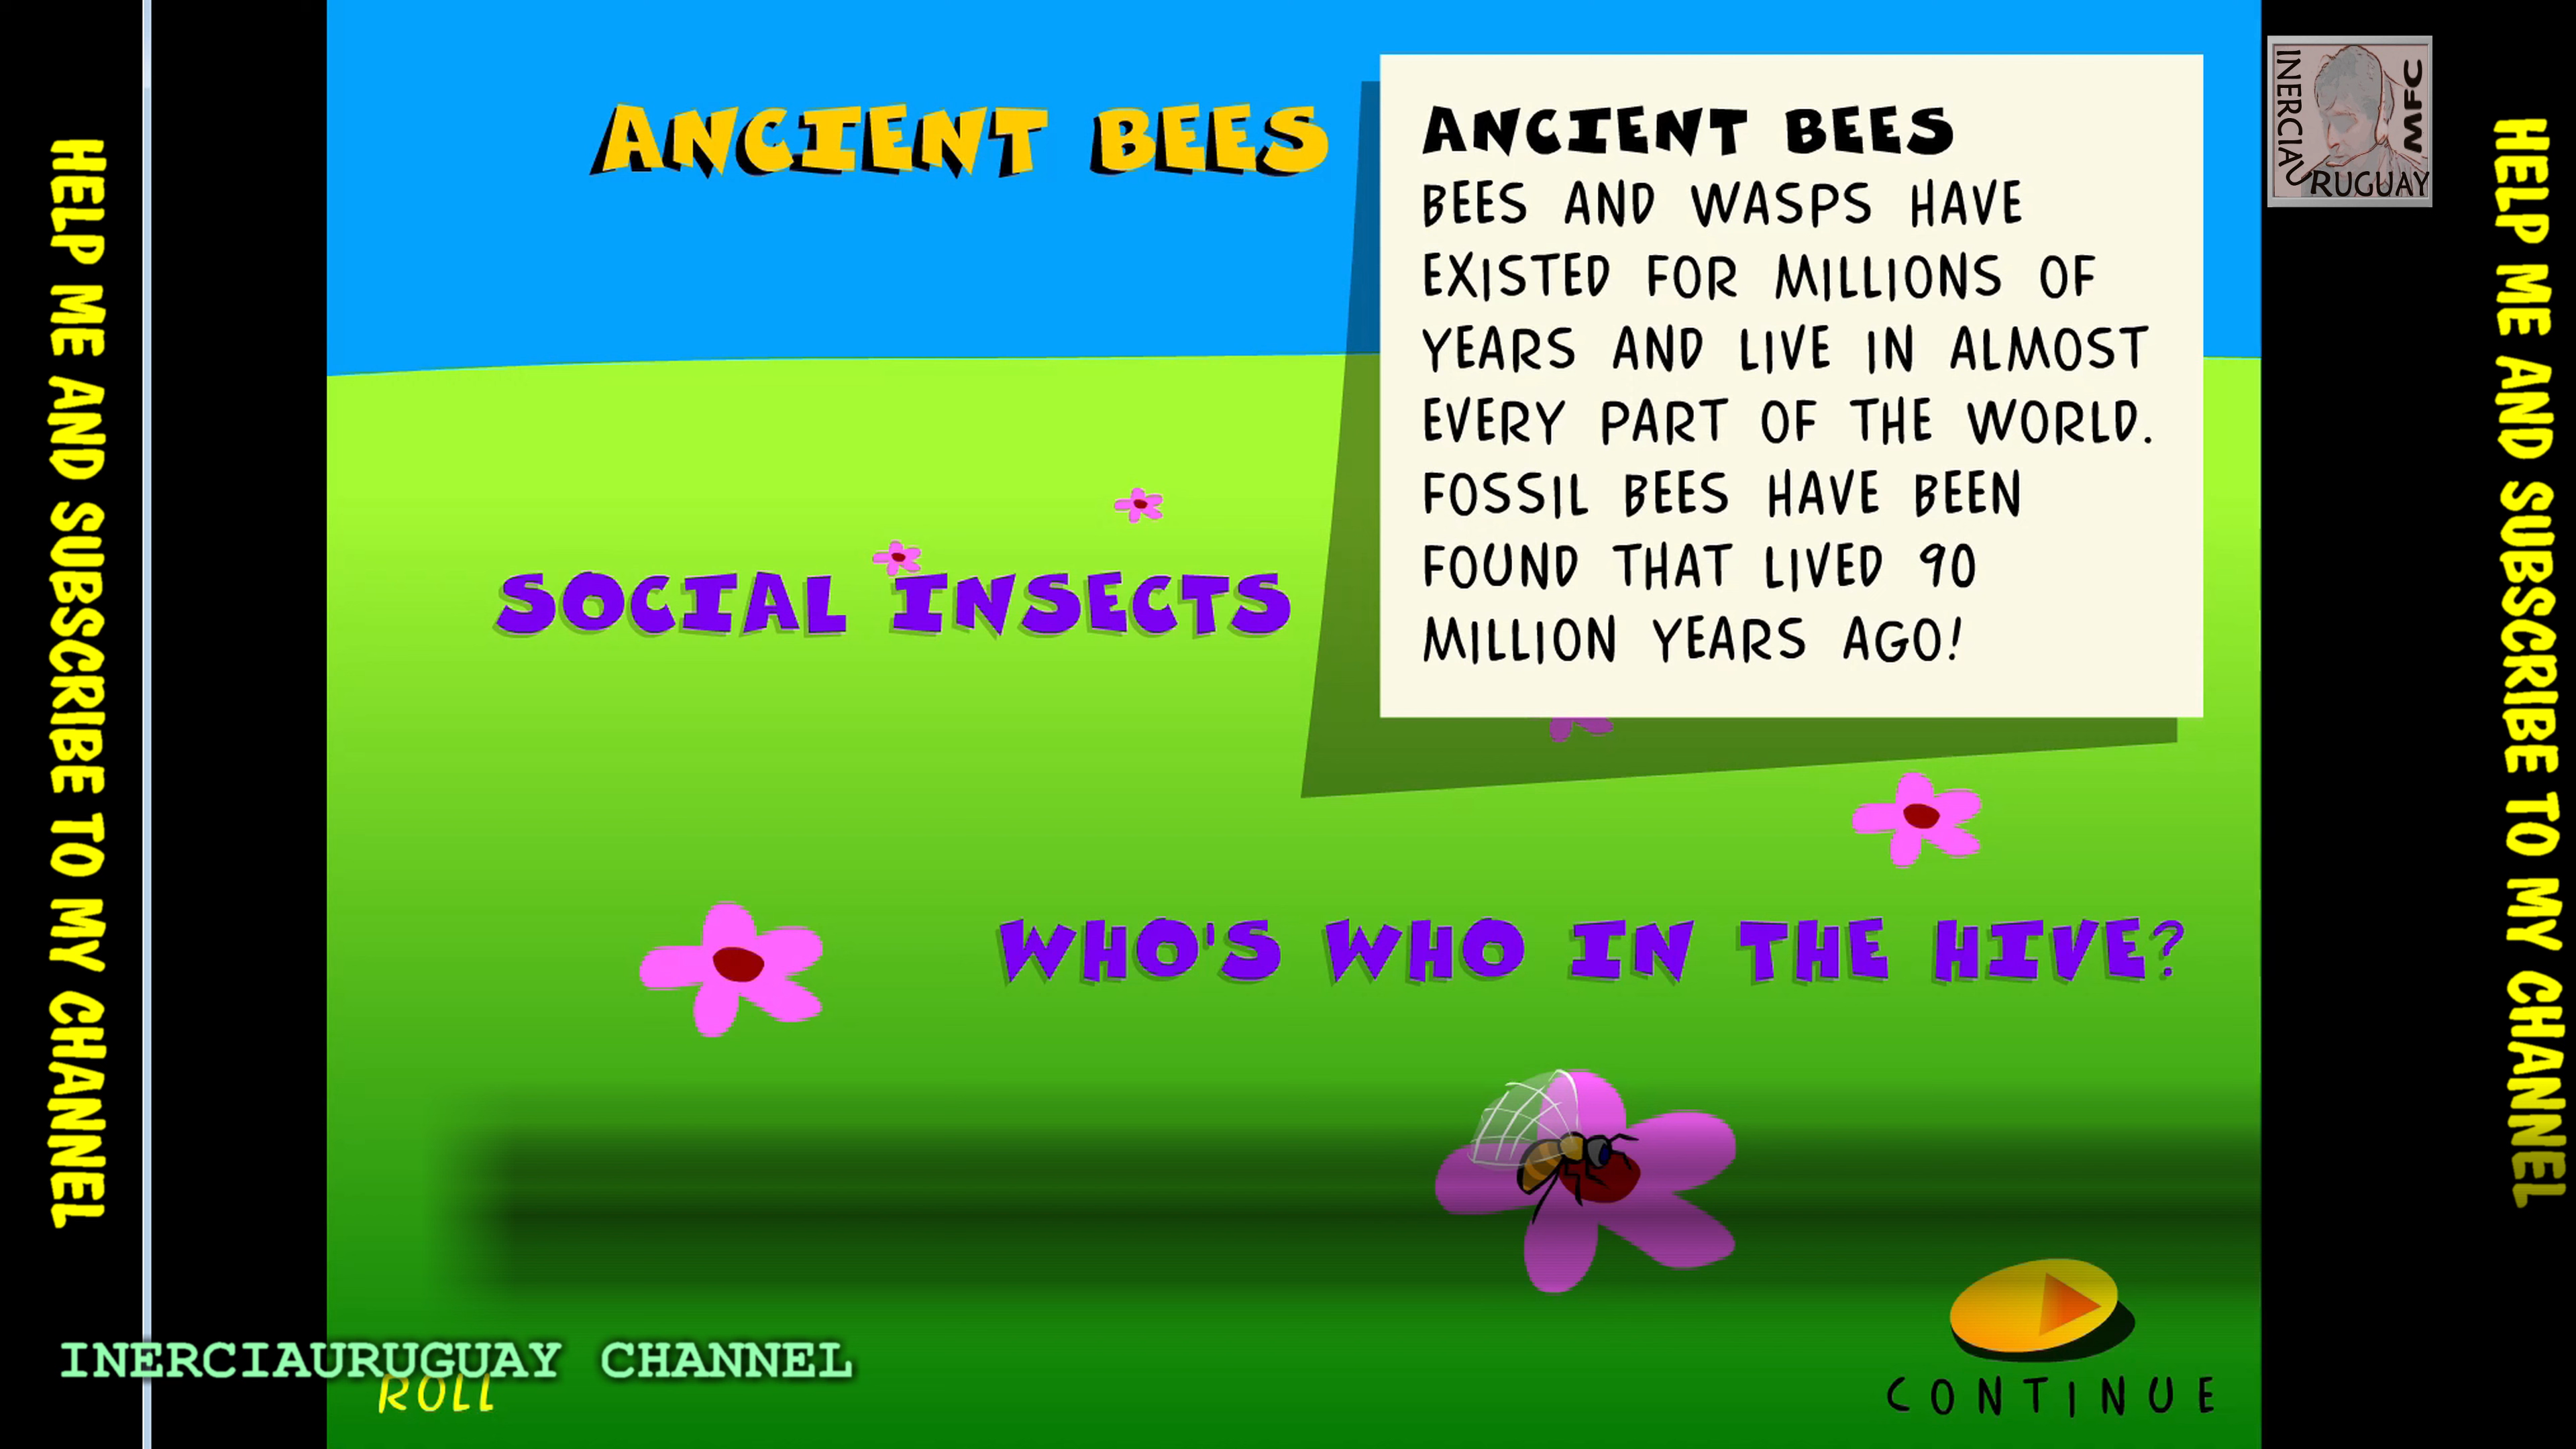 HELP ME AND SUBSCRIBE TO MY CHANNEL
ANCIENT BEES
ANCIENT BEES
BEES AND WASPS HAVE
EXISTED FOR MILLIONS OF
YEARS AND LIVE IN ALMOST
EVERY PART OF THE WORLD.
FOSSIL BEES HAVE BEEN
FOUND THAT LIVED 90
MILLION YEARS AGO!
INERCIAURUGUAY
MFC
HELP ME AND SUBSCRIBE TO MY CHANNEL
SOCIAL INSECTS
WHO'S WHO IN THE HIVE?
INERCIAURUGUAY CHANNEL
ROLL
CONTINUE